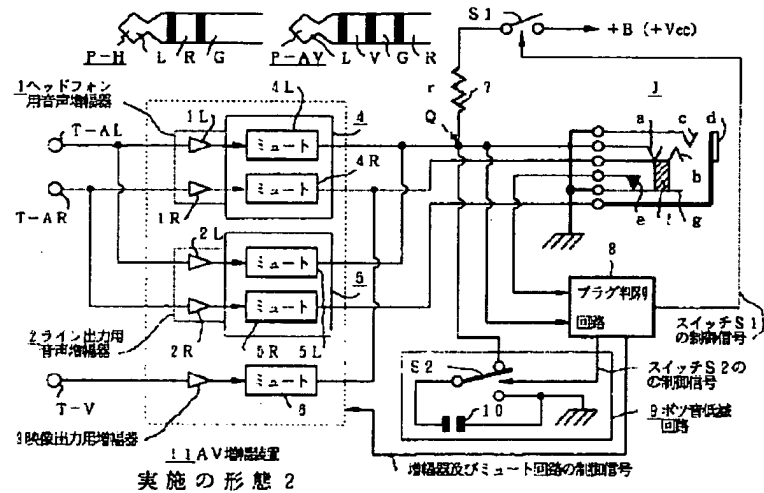 P-H L R G
P-AV L V G R
S1
+B (+Vcc)
1ヘッドフォン
用音声増幅器
4L
4
r
7
J
T-AL
1L
ミュート
Q
a
c
d
T-AR
1R
ミュート
4R
b
e
f
g
2L
ミュート
5
8
プラグ判別
回路
ミュート
スイッチS1
の制御信号
2ライン出力用
音声増幅器
2R
5R
5L
S2
スイッチS2の
の制御信号
T-V
ミュート
6
10
9ポツ音低減
回路
3映像出力用増幅器
11AV増幅装置
増幅器及びミュート回路の制御信号
実施の形態2